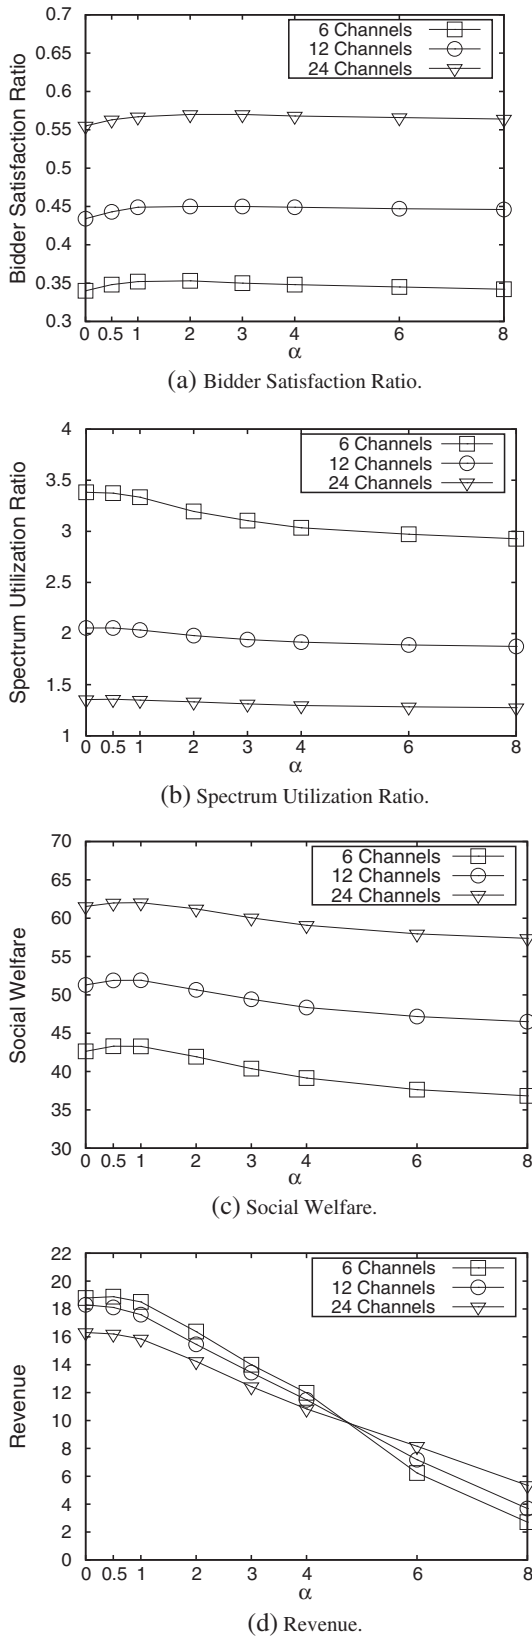 0.7
0.65
0.6
0.55
0.5
0.45
0.4
0.35
0.3
Bidder Satisfaction Ratio
6 Channels
12 Channels
24 Channels
0 0.5 1 2 3 4 6 8
α
(a) Bidder Satisfaction Ratio.
4
3.5
3
2.5
2
1.5
1
Spectrum Utilization Ratio
6 Channels
12 Channels
24 Channels
0 0.5 1 2 3 4 6 8
α
(b) Spectrum Utilization Ratio.
70
65
60
55
50
45
40
35
30
Social Welfare
6 Channels
12 Channels
24 Channels
0 0.5 1 2 3 4 6 8
α
(c) Social Welfare.
22
20
18
16
14
12
10
8
6
4
2
0
Revenue
6 Channels
12 Channels
24 Channels
0 0.5 1 2 3 4 6 8
α
(d) Revenue.